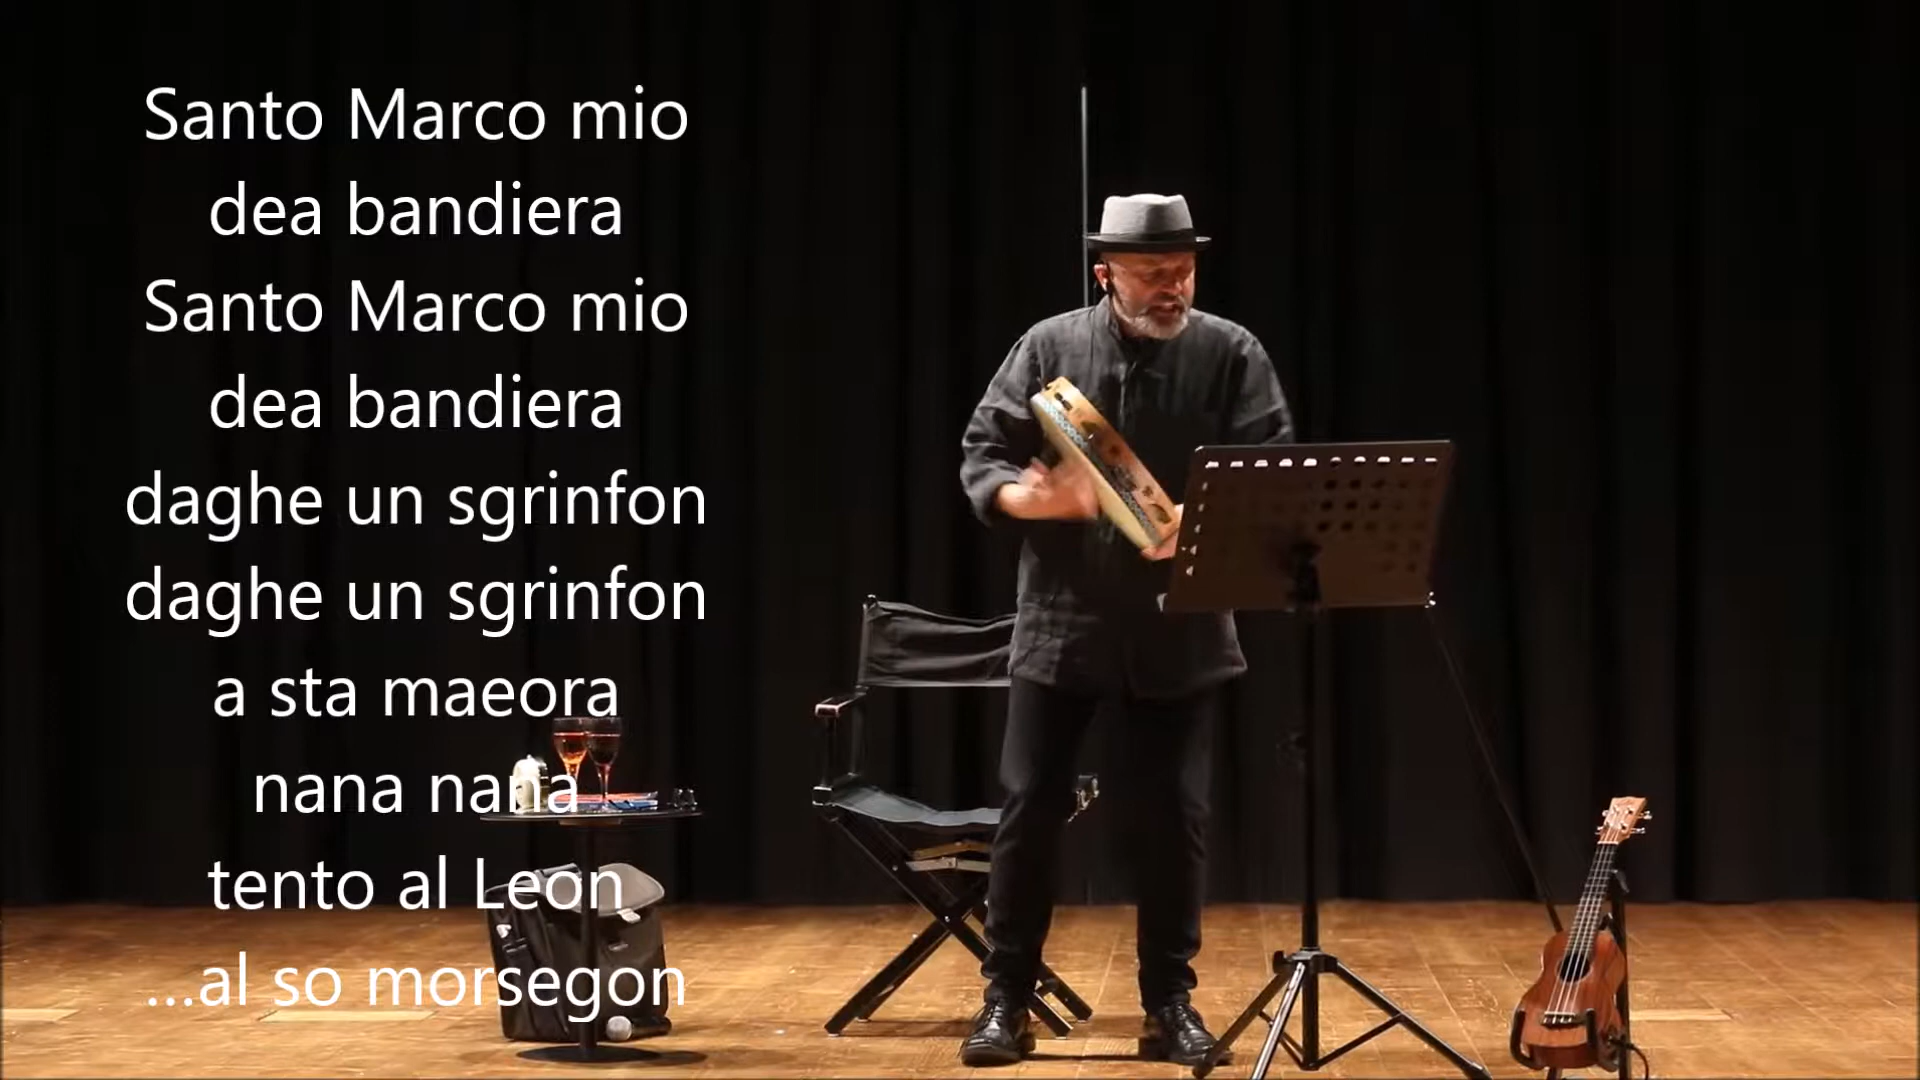 Santo Marco mio
dea bandiera
Santo Marco mio
dea bandiera
daghe un sgrinfon
daghe un sgrinfon
a sta maeora
nana nana
tento al Leon
...al so morsegon